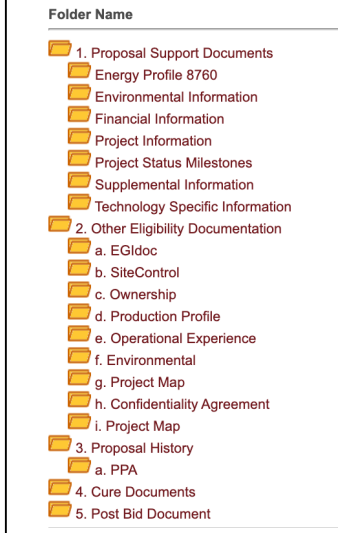 Folder Name
1. Proposal Support Documents
Energy Profile 8760
Environmental Information
Financial Information
Project Information
Project Status Milestones
Supplemental Information
Technology Specific Information
2. Other Eligibility Documentation
a. EGIdoc
b. SiteControl
c. Ownership
d. Production Profile
e. Operational Experience
f. Environmental
g. Project Map
h. Confidentiality Agreement
i. Project Map
3. Proposal History
a. PPA
4. Cure Documents
5. Post Bid Document